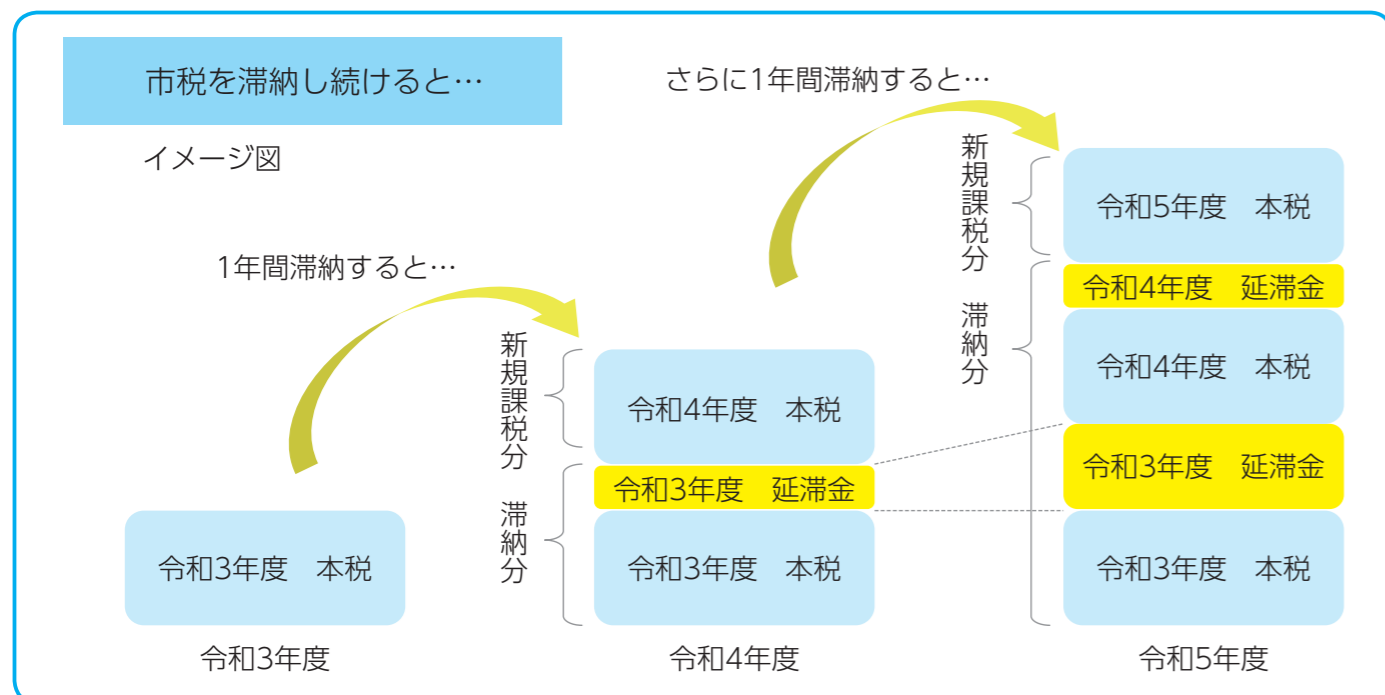 市税を滞納し続けると…
イメージ図
1年間滞納すると…
さらに1年間滞納すると…
令和3年度　本税
令和3年度
新規課税分
滞納分
令和4年度　本税
令和3年度　延滞金
令和3年度　本税
令和4年度
新規課税分
滞納分
令和5年度　本税
令和4年度　延滞金
令和4年度　本税
令和3年度　延滞金
令和3年度　本税
令和5年度